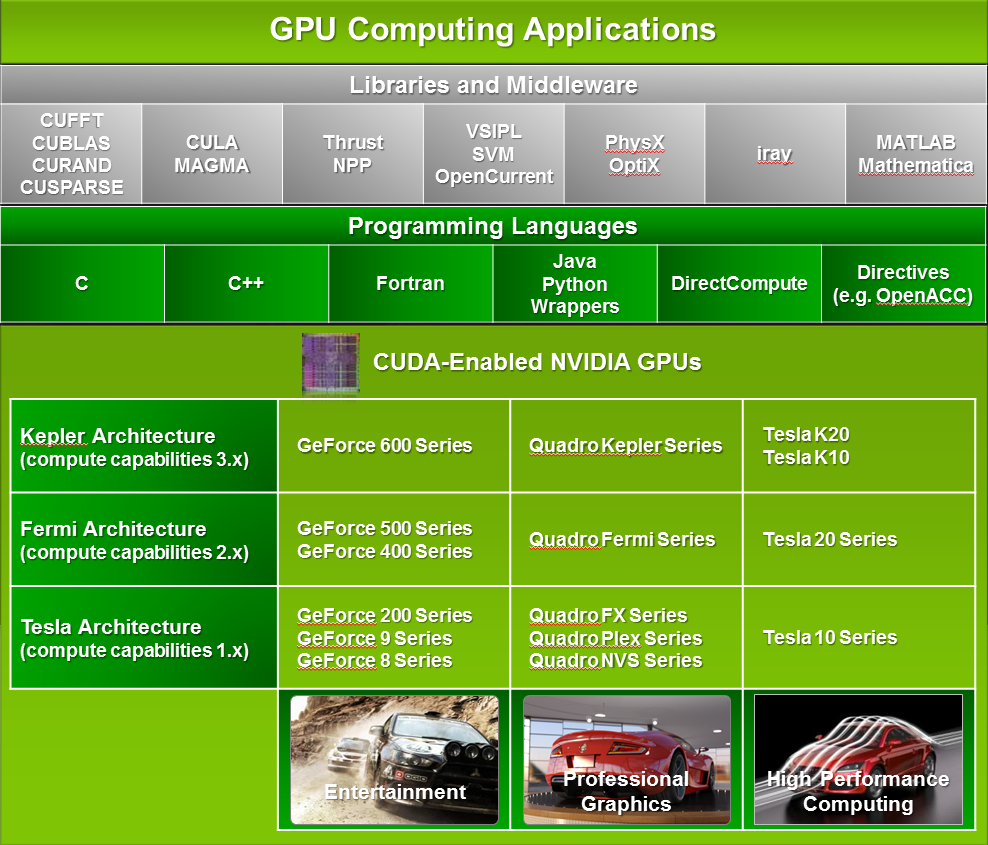 GPU Computing Applications
Libraries and Middleware
CUFFT
CUBLAS
CURAND
CUSPARSE
CULA
MAGMA
Thrust
NPP
VSIPL
SVM
OpenCurrent
PhysX
OptiX
iray
MATLAB
Mathematica
Programming Languages
C
C++
Fortran
Java
Python
Wrappers
DirectCompute
Directives
(e.g. OpenACC)
CUDA-Enabled NVIDIA GPUs
Kepler Architecture
(compute capabilities 3.x)
GeForce 600 Series
Quadro Kepler Series
Tesla K20
Tesla K10
Fermi Architecture
(compute capabilities 2.x)
GeForce 500 Series
GeForce 400 Series
Quadro Fermi Series
Tesla 20 Series
Tesla Architecture
(compute capabilities 1.x)
GeForce 200 Series
GeForce 9 Series
GeForce 8 Series
Quadro FX Series
Quadro Plex Series
Quadro NVS Series
Tesla 10 Series
Entertainment
Professional
Graphics
High Performance
Computing